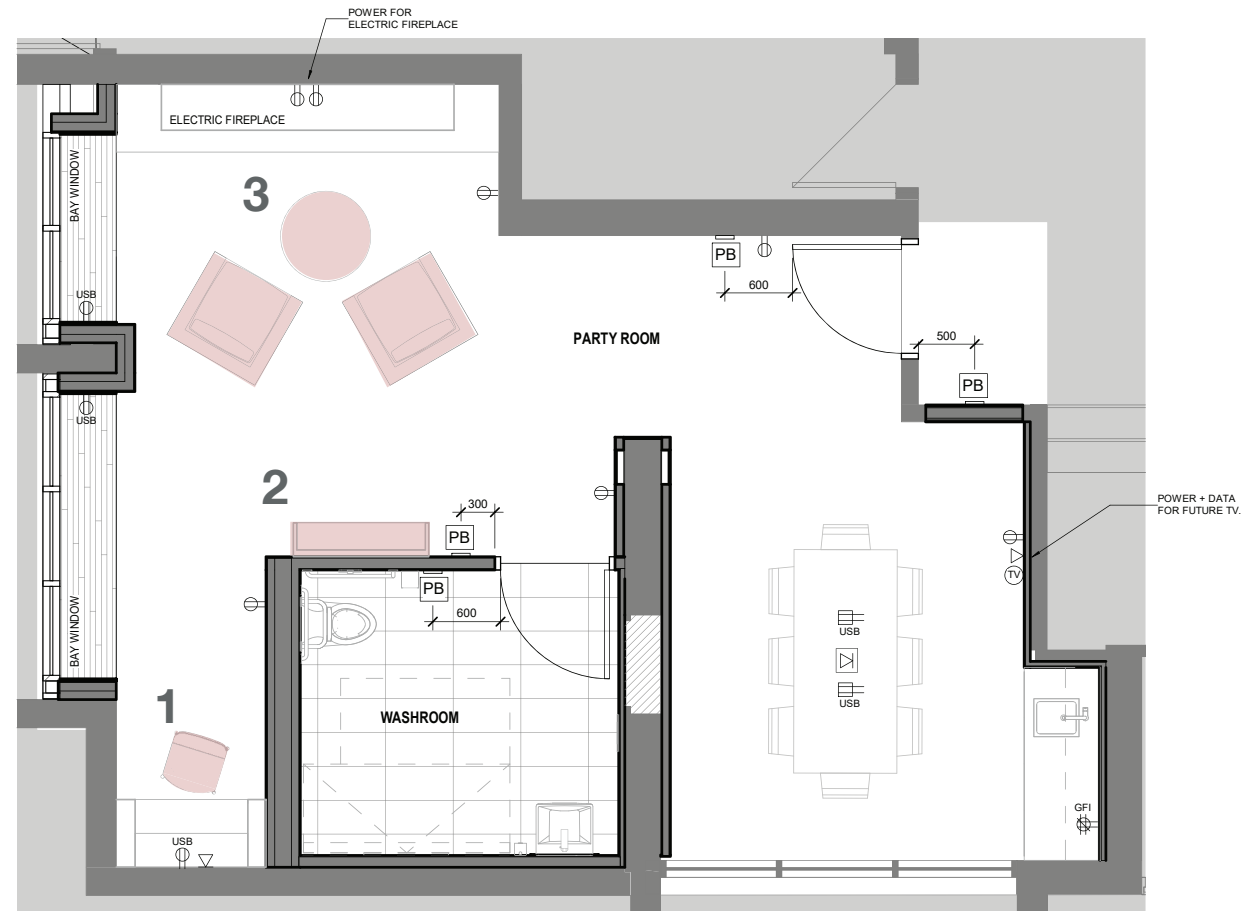 POWER FOR
ELECTRIC FIREPLACE
ELECTRIC FIREPLACE
BAY WINDOW
3
USB
PB
600
PARTY ROOM
500
PB
USB
2
300
PB
PB
600
POWER + DATA
FOR FUTURE TV.
TV
USB
USB
BAY WINDOW
1
WASHROOM
GFI
USB